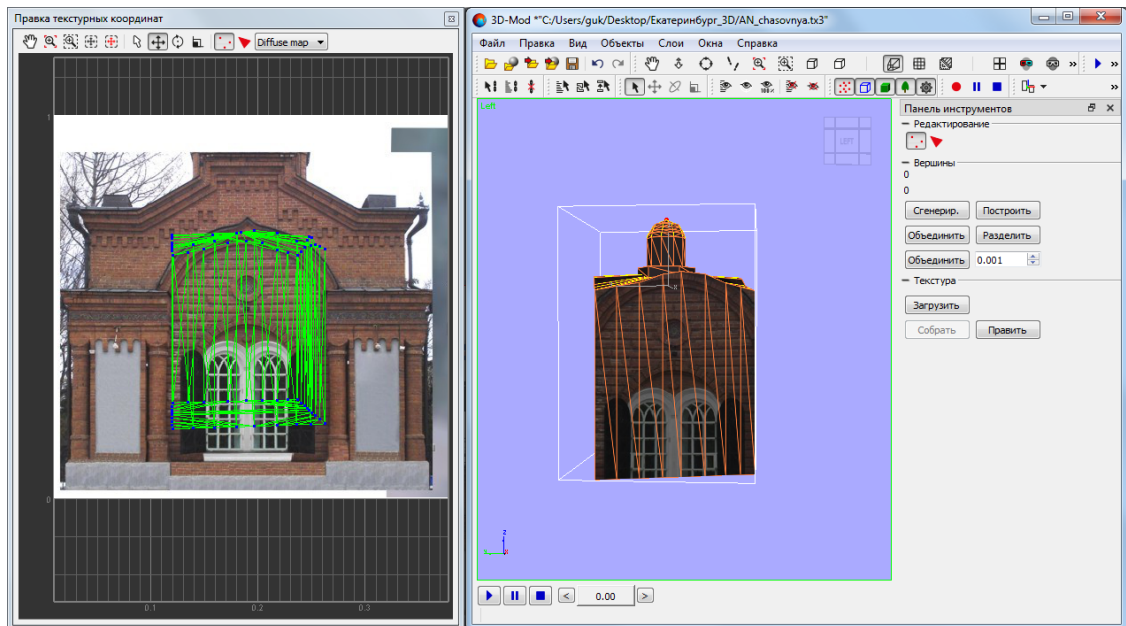 Правка текстурных координат
Diffuse map
1
0
0.1
0.2
0.3
3D-Mod *"C:/Users/guk/Desktop/Екатеринбург_3D/AN_chasovnya.tx3"
Файл Правка Вид Объекты Слои Окна Справка
Left
LEFT
x
z
0.00
Панель инструментов
Редактирование
Вершины
0
0
Сгенерир. Построить
Объединить Разделить
Объединить 0.001
Текстура
Загрузить
Собрать Править